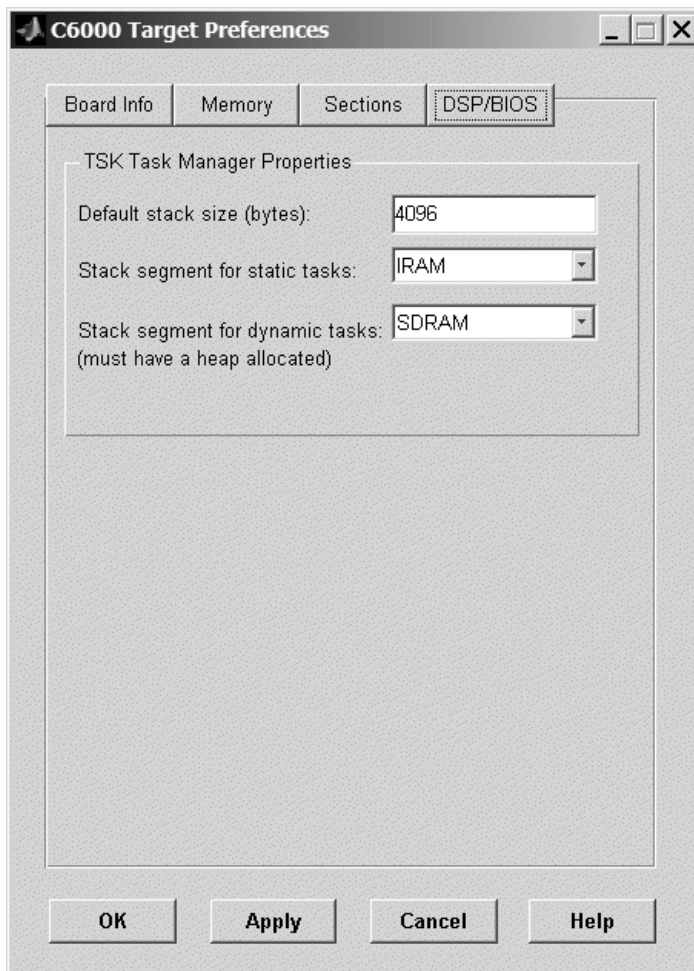 C6000 Target Preferences
Board Info Memory Sections DSP/BIOS
TSK Task Manager Properties
Default stack size (bytes): 4096
Stack segment for static tasks: IRAM
Stack segment for dynamic tasks: SDRAM
(must have a heap allocated)
OK Apply Cancel Help